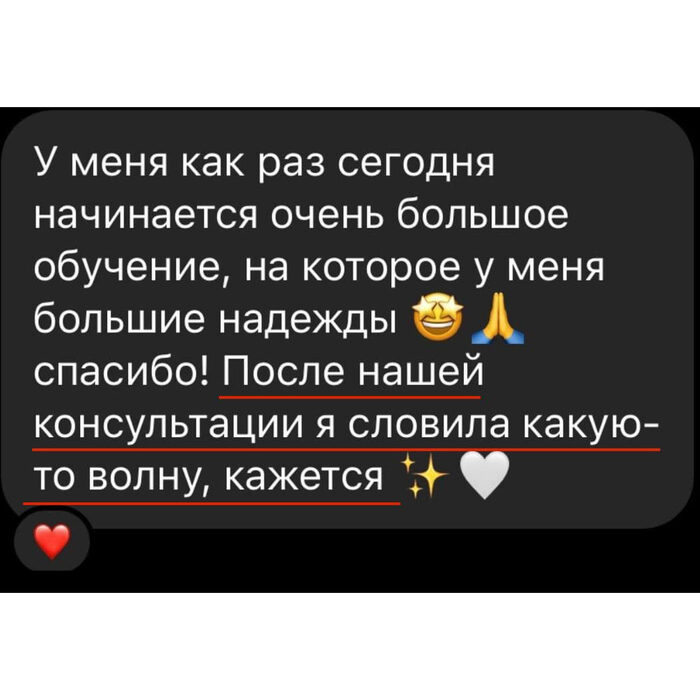 У меня как раз сегодня
начинается очень большое
обучение, на которое у меня
большие надежды 🤩🙏
спасибо! После нашей
консультации я словила какую-
то волну, кажется ✨🤍